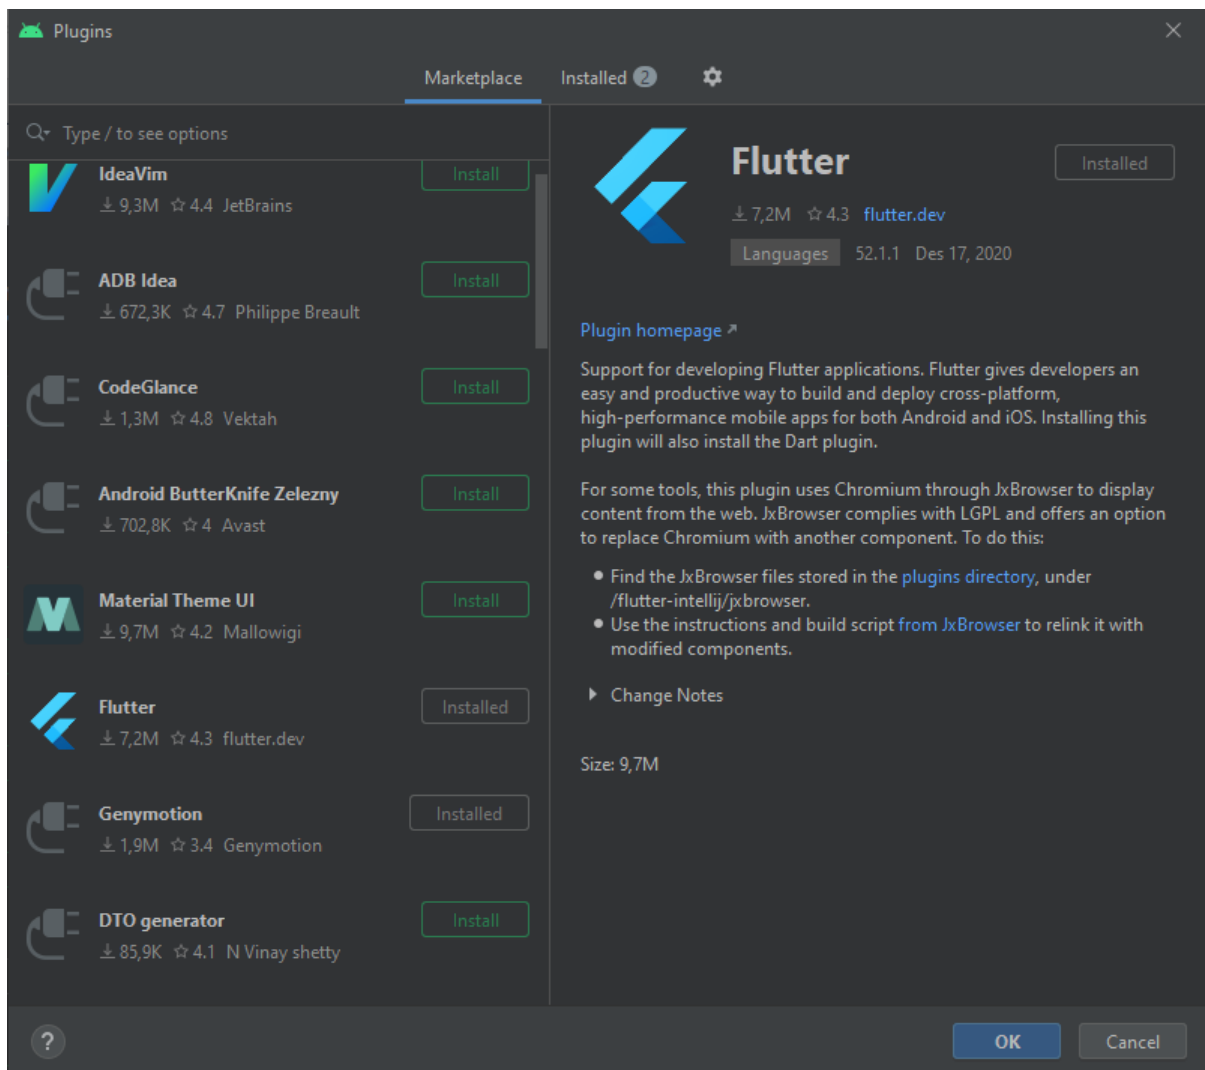 Plugins
Marketplace
Installed 2
Type / to see options
IdeaVim
Install
9,3M 4.4 JetBrains
ADB Idea
Install
672,3K 4.7 Philippe Breault
CodeGlance
Install
1,3M 4.8 Vektah
Android ButterKnife Zelezny
Install
702,8K 4 Avast
Material Theme UI
Install
9,7M 4.2 Mallowigi
Flutter
Installed
7,2M 4.3 flutter.dev
Genymotion
Installed
1,9M 3.4 Genymotion
DTO generator
Install
85,9K 4.1 N Vinay shetty
Flutter
Installed
7,2M 4.3 flutter.dev
Languages 52.1.1 Des 17, 2020
Plugin homepage
Support for developing Flutter applications. Flutter gives developers an
easy and productive way to build and deploy cross-platform,
high-performance mobile apps for both Android and iOS. Installing this
plugin will also install the Dart plugin.
For some tools, this plugin uses Chromium through JxBrowser to display
content from the web. JxBrowser complies with LGPL and offers an option
to replace Chromium with another component. To do this:
Find the JxBrowser files stored in the plugins directory, under
/flutter-intellij/jxbrowser.
Use the instructions and build script from JxBrowser to relink it with
modified components.
Change Notes
Size: 9,7M
?
OK
Cancel